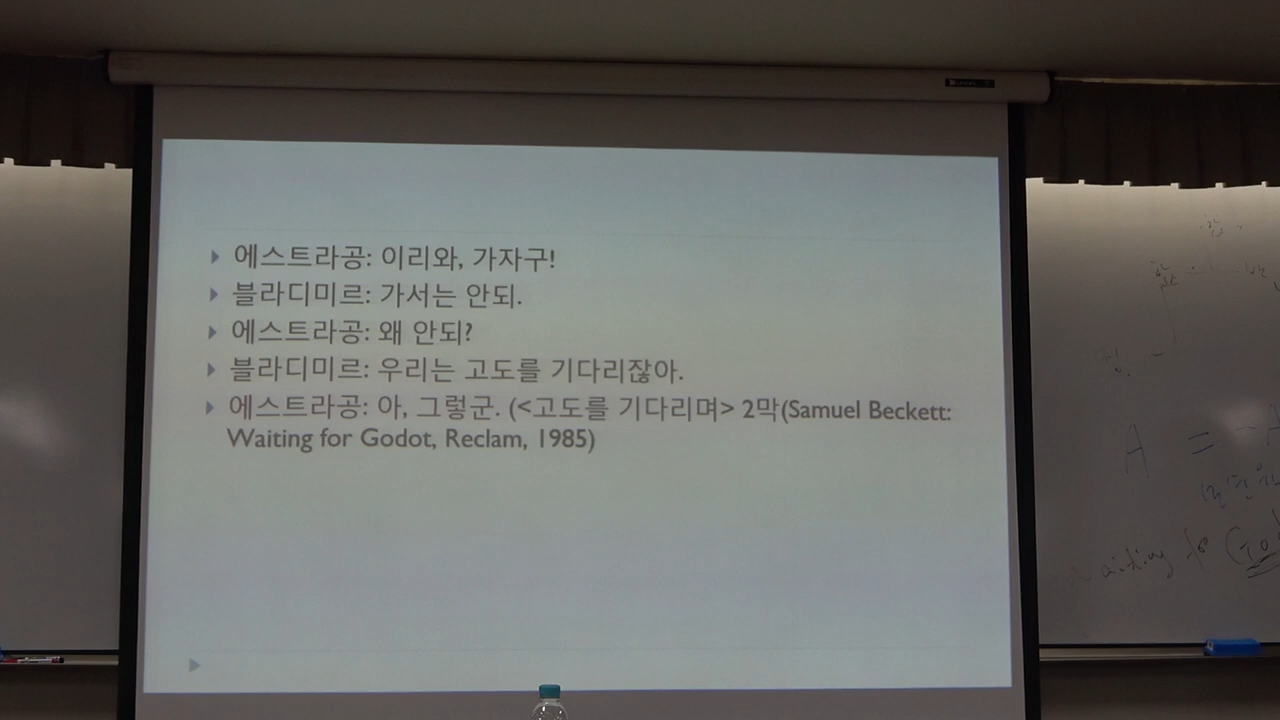 에스트라공: 이리와, 가자구!
블라디미르: 가서는 안되.
에스트라공: 왜 안되?
블라디미르: 우리는 고도를 기다리잖아.
에스트라공: 아, 그렇군. (<고도를 기다리며> 2막(Samuel Beckett:
Waiting for Godot, Reclam, 1985)
A = -A
waiting for God